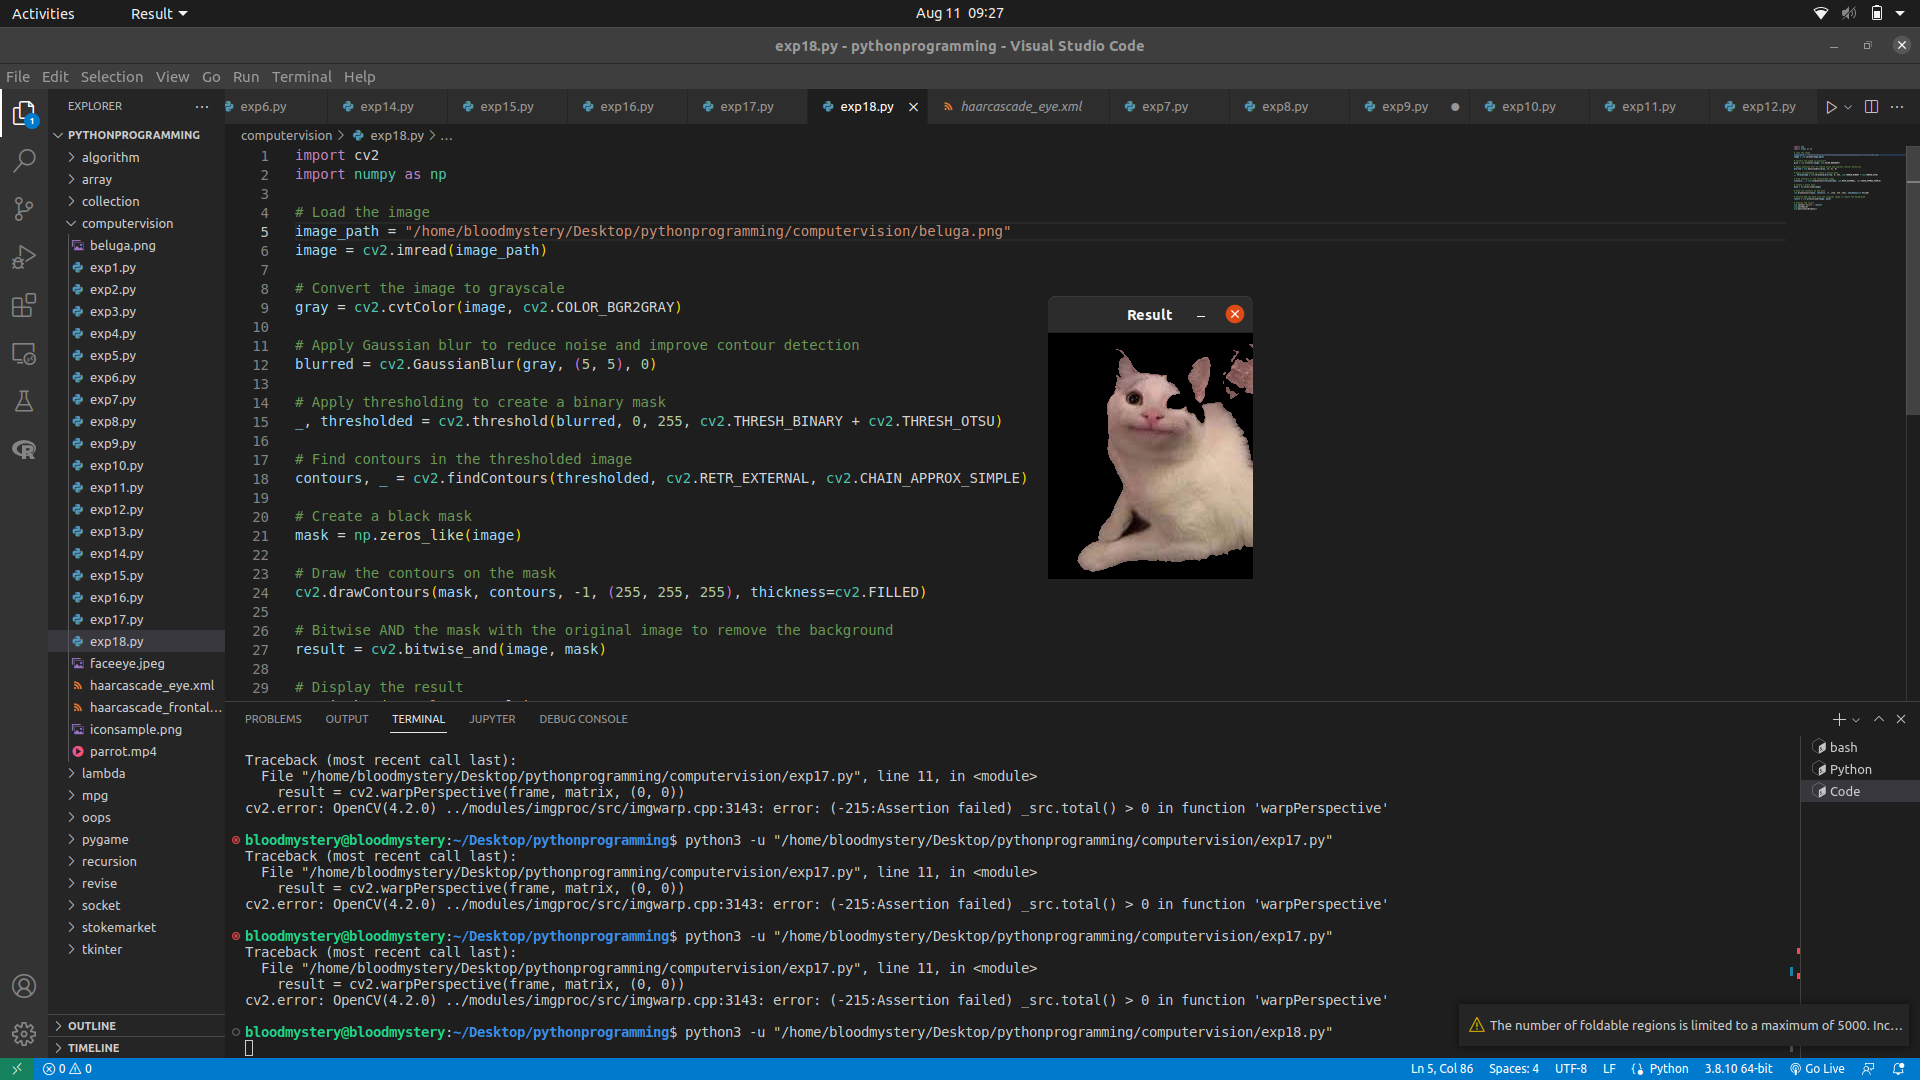 Activities
Result
Aug 11 09:27
exp18.py - pythonprogramming - Visual Studio Code
File Edit Selection View Go Run Terminal Help
EXPLORER
exp6.py exp14.py exp15.py exp16.py exp17.py exp18.py haarcascade_eye.xml exp7.py exp8.py exp9.py exp10.py exp11.py exp12.py
PYTHONPROGRAMMING
algorithm
array
collection
computervision
beluga.png
exp1.py
exp2.py
exp3.py
exp4.py
exp5.py
exp6.py
exp7.py
exp8.py
exp9.py
exp10.py
exp11.py
exp12.py
exp13.py
exp14.py
exp15.py
exp16.py
exp17.py
exp18.py
faceeye.jpeg
haarcascade_eye.xml
haarcascade_frontal...
iconsample.png
parrot.mp4
lambda
mpg
oops
pygame
recursion
revise
socket
stokemarket
tkinter
OUTLINE
TIMELINE
1
computervision > exp18.py > ...
1 import cv2
2 import numpy as np
3
4 # Load the image
5 image_path = "/home/bloodmystery/Desktop/pythonprogramming/computervision/beluga.png"
6 image = cv2.imread(image_path)
7
8 # Convert the image to grayscale
9 gray = cv2.cvtColor(image, cv2.COLOR_BGR2GRAY)
10
11 # Apply Gaussian blur to reduce noise and improve contour detection
12 blurred = cv2.GaussianBlur(gray, (5, 5), 0)
13
14 # Apply thresholding to create a binary mask
15 _, thresholded = cv2.threshold(blurred, 0, 255, cv2.THRESH_BINARY + cv2.THRESH_OTSU)
16
17 # Find contours in the thresholded image
18 contours, _ = cv2.findContours(thresholded, cv2.RETR_EXTERNAL, cv2.CHAIN_APPROX_SIMPLE)
19
20 # Create a black mask
21 mask = np.zeros_like(image)
22
23 # Draw the contours on the mask
24 cv2.drawContours(mask, contours, -1, (255, 255, 255), thickness=cv2.FILLED)
25
26 # Bitwise AND the mask with the original image to remove the background
27 result = cv2.bitwise_and(image, mask)
28
29 # Display the result
Result
PROBLEMS OUTPUT TERMINAL JUPYTER DEBUG CONSOLE
bash
Python
Code
Traceback (most recent call last):
File "/home/bloodmystery/Desktop/pythonprogramming/computervision/exp17.py", line 11, in <module>
result = cv2.warpPerspective(frame, matrix, (0, 0))
cv2.error: OpenCV(4.2.0) ../modules/imgproc/src/imgwarp.cpp:3143: error: (-215:Assertion failed) _src.total() > 0 in function 'warpPerspective'
bloodmystery@bloodmystery:~/Desktop/pythonprogramming$ python3 -u "/home/bloodmystery/Desktop/pythonprogramming/computervision/exp17.py"
Traceback (most recent call last):
File "/home/bloodmystery/Desktop/pythonprogramming/computervision/exp17.py", line 11, in <module>
result = cv2.warpPerspective(frame, matrix, (0, 0))
cv2.error: OpenCV(4.2.0) ../modules/imgproc/src/imgwarp.cpp:3143: error: (-215:Assertion failed) _src.total() > 0 in function 'warpPerspective'
bloodmystery@bloodmystery:~/Desktop/pythonprogramming$ python3 -u "/home/bloodmystery/Desktop/pythonprogramming/computervision/exp17.py"
Traceback (most recent call last):
File "/home/bloodmystery/Desktop/pythonprogramming/computervision/exp17.py", line 11, in <module>
result = cv2.warpPerspective(frame, matrix, (0, 0))
cv2.error: OpenCV(4.2.0) ../modules/imgproc/src/imgwarp.cpp:3143: error: (-215:Assertion failed) _src.total() > 0 in function 'warpPerspective'
bloodmystery@bloodmystery:~/Desktop/pythonprogramming$ python3 -u "/home/bloodmystery/Desktop/pythonprogramming/computervision/exp18.py"
The number of foldable regions is limited to a maximum of 5000. Inc...
0 0
Ln 5, Col 86 Spaces: 4 UTF-8 LF Python 3.8.10 64-bit Go Live